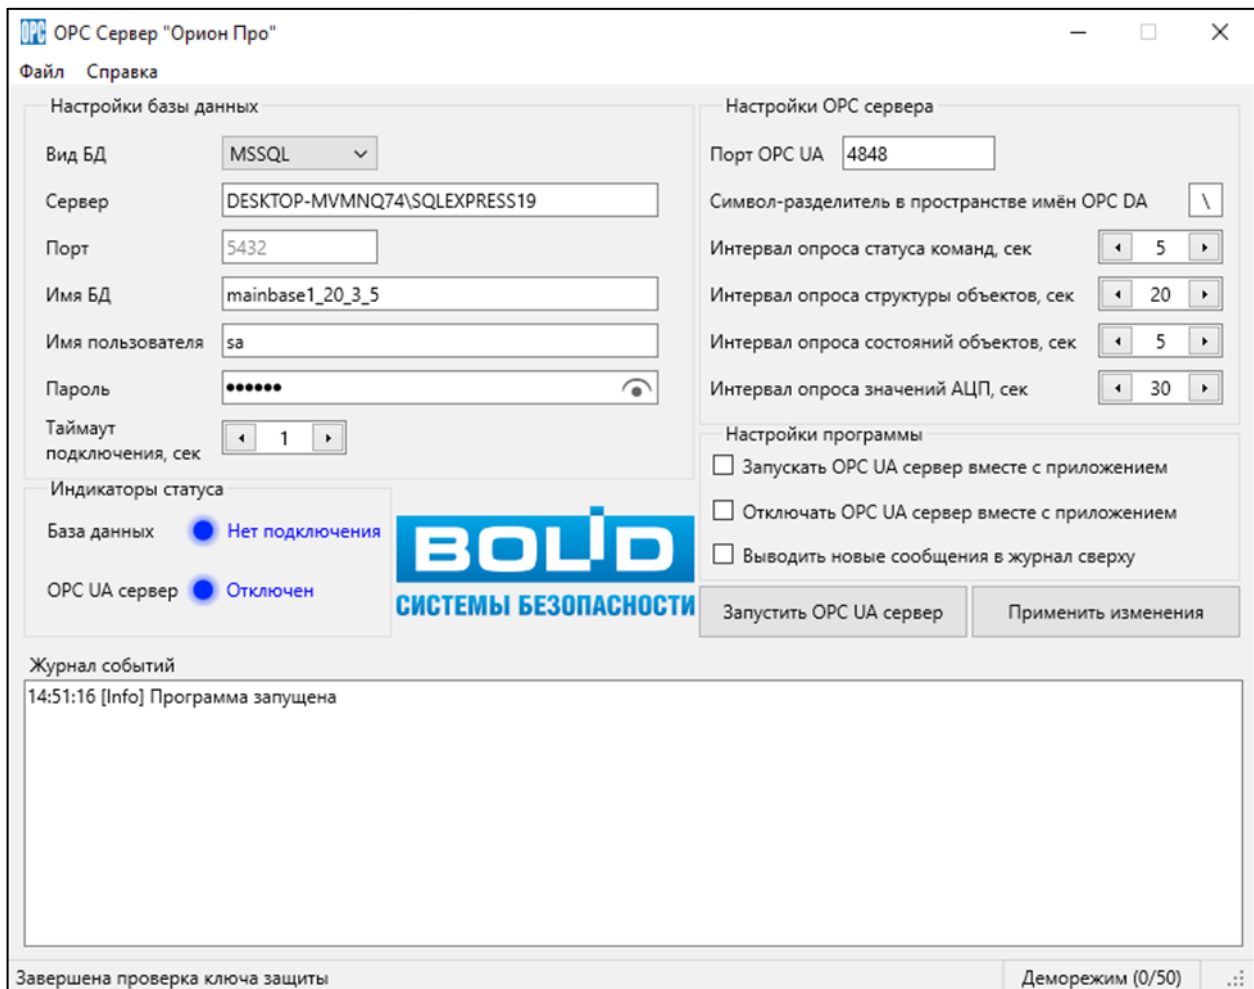 OPC ОРС Сервер "Орион Про"
Файл Справка
Настройки базы данных
Вид БД MSSQL
Сервер DESKTOP-MVMNQ74\SQLEXPRESS19
Порт 5432
Имя БД mainbase1_20_3_5
Имя пользователя sa
Пароль ••••••
Таймаут
подключения, сек 1
Индикаторы статуса
База данных Нет подключения
OPC UA сервер Отключен
BOLID
СИСТЕМЫ БЕЗОПАСНОСТИ
Настройки OPC сервера
Порт OPC UA 4848
Символ-разделитель в пространстве имён OPC DA \
Интервал опроса статуса команд, сек 5
Интервал опроса структуры объектов, сек 20
Интервал опроса состояний объектов, сек 5
Интервал опроса значений АЦП, сек 30
Настройки программы
Запускать OPC UA сервер вместе с приложением
Отключать OPC UA сервер вместе с приложением
Выводить новые сообщения в журнал сверху
Запустить OPC UA сервер Применить изменения
Журнал событий
14:51:16 [Info] Программа запущена
Завершена проверка ключа защиты Деморежим (0/50)